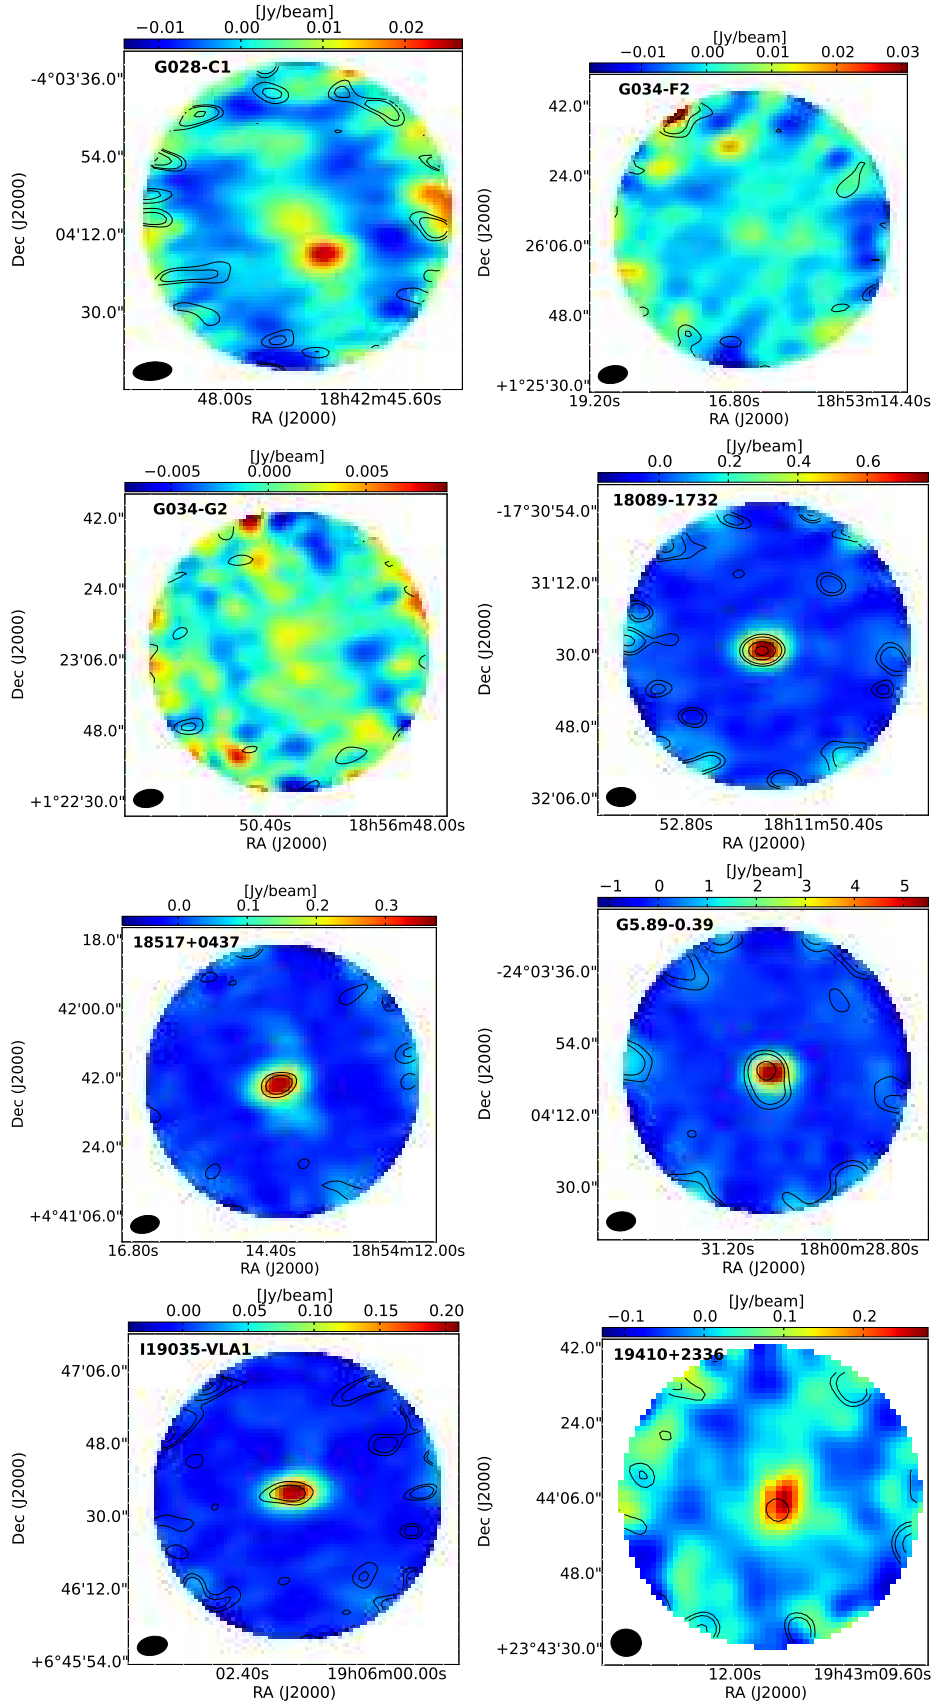 [Jy/beam]
−0.01 0.00 0.01 0.02
G028-C1
-4°03'36.0"
54.0"
04'12.0"
30.0"
Dec (J2000)
48.00s 18h42m45.60s
RA (J2000)
[Jy/beam]
−0.01 0.00 0.01 0.02 0.03
G034-F2
42.0"
24.0"
26'06.0"
48.0"
+1°25'30.0"
Dec (J2000)
19.20s 16.80s 18h53m14.40s
RA (J2000)
[Jy/beam]
−0.005 0.000 0.005
G034-G2
42.0"
24.0"
23'06.0"
48.0"
+1°22'30.0"
Dec (J2000)
50.40s 18h56m48.00s
RA (J2000)
[Jy/beam]
0.0 0.2 0.4 0.6
18089-1732
-17°30'54.0"
31'12.0"
30.0"
48.0"
32'06.0"
Dec (J2000)
52.80s 18h11m50.40s
RA (J2000)
[Jy/beam]
0.0 0.1 0.2 0.3
18517+0437
18.0"
42'00.0"
42.0"
24.0"
+4°41'06.0"
Dec (J2000)
16.80s 14.40s 18h54m12.00s
RA (J2000)
[Jy/beam]
−1 0 1 2 3 4 5
G5.89-0.39
-24°03'36.0"
54.0"
04'12.0"
30.0"
Dec (J2000)
31.20s 18h00m28.80s
RA (J2000)
[Jy/beam]
0.00 0.05 0.10 0.15 0.20
I19035-VLA1
47'06.0"
48.0"
30.0"
46'12.0"
+6°45'54.0"
Dec (J2000)
02.40s 19h06m00.00s
RA (J2000)
[Jy/beam]
−0.1 0.0 0.1 0.2
19410+2336
42.0"
24.0"
44'06.0"
48.0"
+23°43'30.0"
Dec (J2000)
12.00s 19h43m09.60s
RA (J2000)